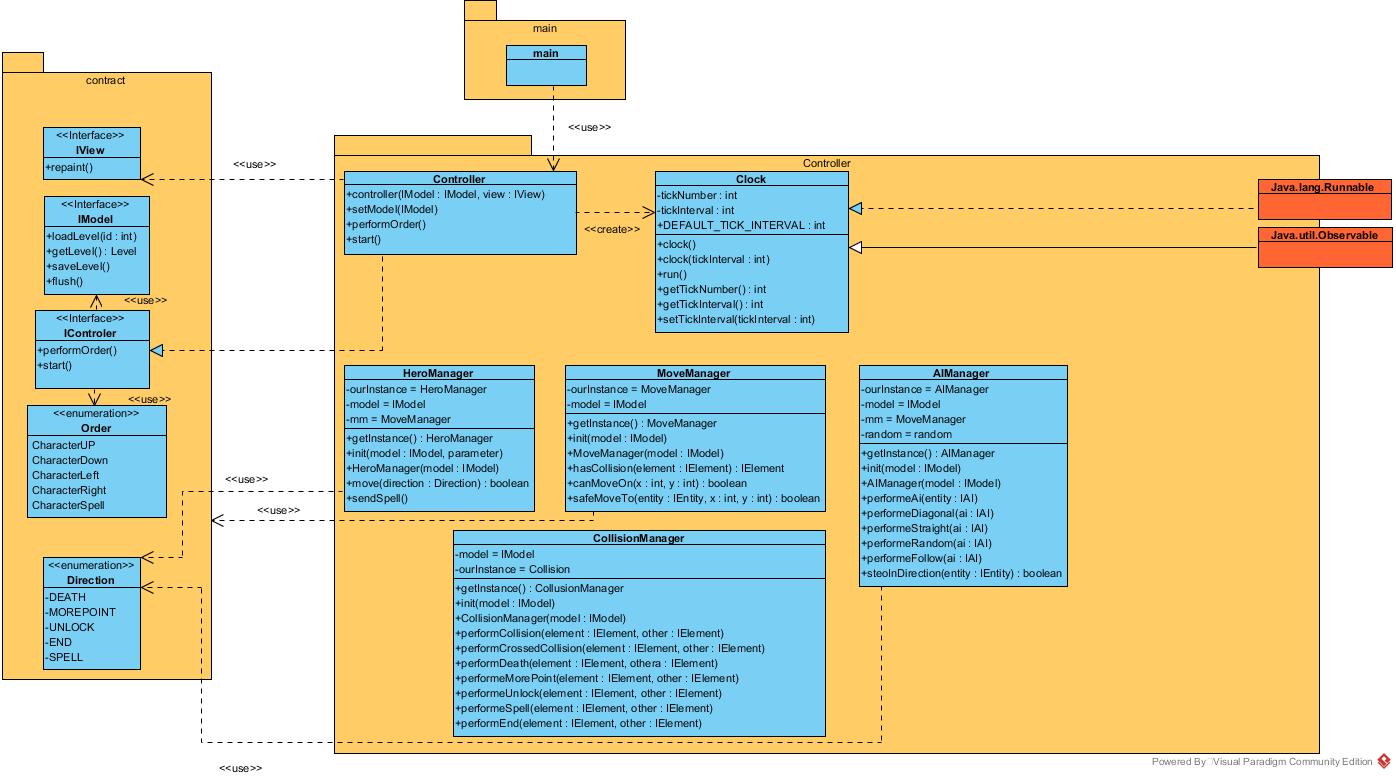 main
main
<<use>>
contract
<<Interface>>
IView
+repaint()
<<Interface>>
IModel
+loadLevel(id : int)
+getLevel() : Level
+saveLevel()
+flush()
<<use>>
<<Interface>>
IControler
+performOrder()
+start()
<<use>>
<<enumeration>>
Order
CharacterUP
CharacterDown
CharacterLeft
CharacterRight
CharacterSpell
<<enumeration>>
Direction
-DEATH
-MOREPOINT
-UNLOCK
-END
-SPELL
<<use>>
<<use>>
<<use>>
<<use>>
Controller
Controller
+controller(IModel : IModel, view : IView)
+setModel(IModel)
+performOrder()
+start()
<<create>>
Clock
-tickNumber : int
-tickInterval : int
+DEFAULT_TICK_INTERVAL : int
+clock()
+clock(tickInterval : int)
+run()
+getTickNumber() : int
+getTickInterval() : int
+setTickInterval(tickInterval : int)
Java.lang.Runnable
Java.util.Observable
HeroManager
-ourInstance = HeroManager
-model = IModel
-mm = MoveManager
+getInstance() : HeroManager
+init(model : IModel, parameter)
+HeroManager(model : IModel)
+move(direction : Direction) : boolean
+sendSpell()
MoveManager
-ourInstance = MoveManager
-model = IModel
+getInstance() : MoveManager
+init(model : IModel)
+MoveManager(model : IModel)
+hasCollision(element : IElement) : IElement
+canMoveOn(x : int, y : int) : boolean
+safeMoveTo(entity : IEntity, x : int, y : int) : boolean
AIManager
-ourInstance = AIManager
-model = IModel
-mm = MoveManager
-random = random
+getInstance() : AIManager
+init(model : IModel)
+AIManager(model : IModel)
+performeAi(entity : IAI)
+performeDiagonal(ai : IAI)
+performeStraight(ai : IAI)
+performeRandom(ai : IAI)
+performeFollow(ai : IAI)
+steoInDirection(entity : IEntity) : boolean
CollisionManager
-model = IModel
-ourInstance = Collision
+getInstance() : CollusionManager
+init(model : IModel)
+CollisionManager(model : IModel)
+performCollision(element : IElement, other : IElement)
+performCrossedCollision(element : IElement, other : IElement)
+performDeath(element : IElement, othera : IElement)
+performeMorePoint(element : IElement, other : IElement)
+performeUnlock(element : IElement, other : IElement)
+performeSpell(element : IElement, other : IElement)
+performEnd(element : IElement, other : IElement)
Powered By Visual Paradigm Community Edition